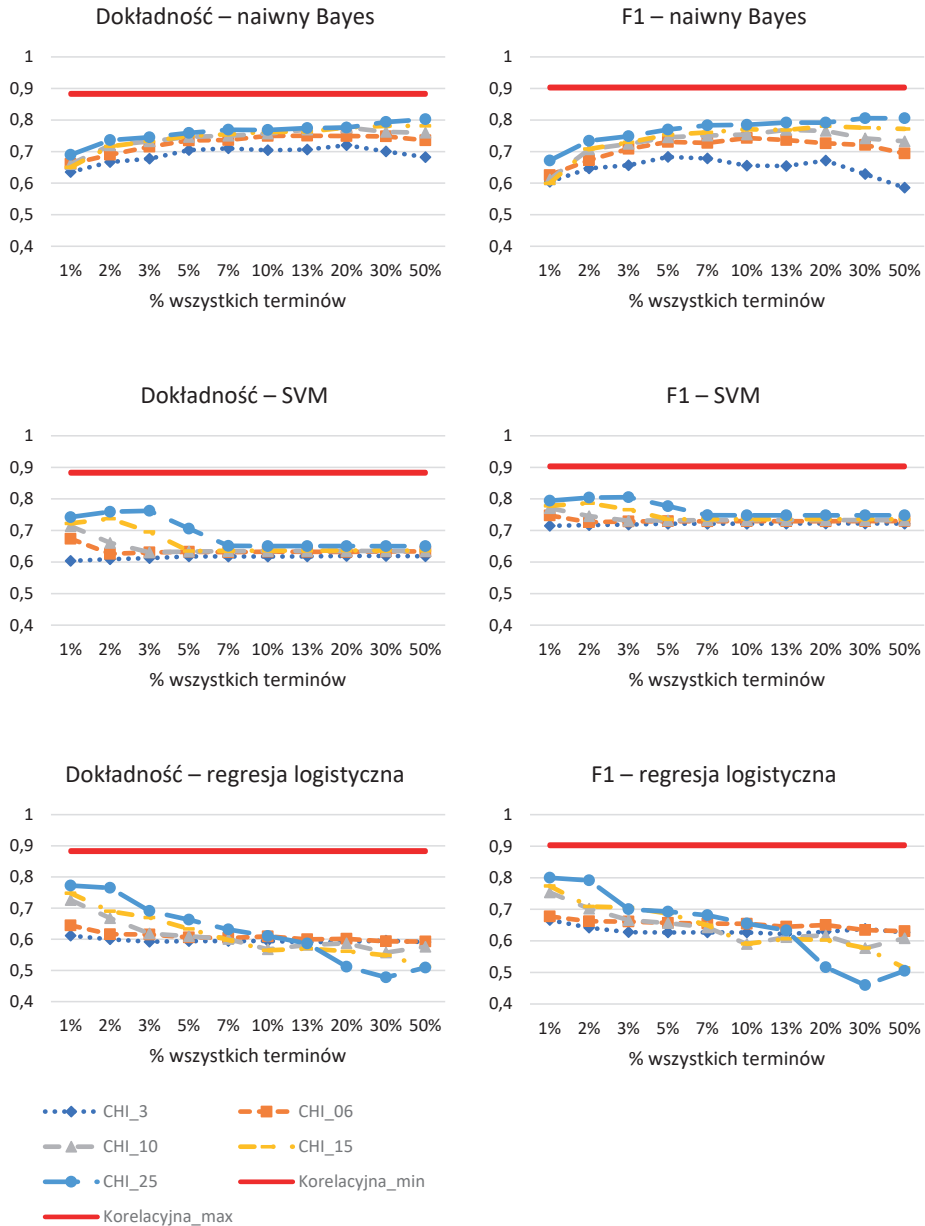 Dokładność – naiwny Bayes
1
0,9
0,8
0,7
0,6
0,5
0,4
1% 2% 3% 5% 7% 10% 13% 20% 30% 50%
% wszystkich terminów
F1 – naiwny Bayes
1
0,9
0,8
0,7
0,6
0,5
0,4
1% 2% 3% 5% 7% 10% 13% 20% 30% 50%
% wszystkich terminów
Dokładność – SVM
1
0,9
0,8
0,7
0,6
0,5
0,4
1% 2% 3% 5% 7% 10% 13% 20% 30% 50%
% wszystkich terminów
F1 – SVM
1
0,9
0,8
0,7
0,6
0,5
0,4
1% 2% 3% 5% 7% 10% 13% 20% 30% 50%
% wszystkich terminów
Dokładność – regresja logistyczna
1
0,9
0,8
0,7
0,6
0,5
0,4
1% 2% 3% 5% 7% 10% 13% 20% 30% 50%
% wszystkich terminów
F1 – regresja logistyczna
1
0,9
0,8
0,7
0,6
0,5
0,4
1% 2% 3% 5% 7% 10% 13% 20% 30% 50%
% wszystkich terminów
CHI_3
CHI_06
CHI_10
CHI_15
CHI_25
Korelacyjna_min
Korelacyjna_max